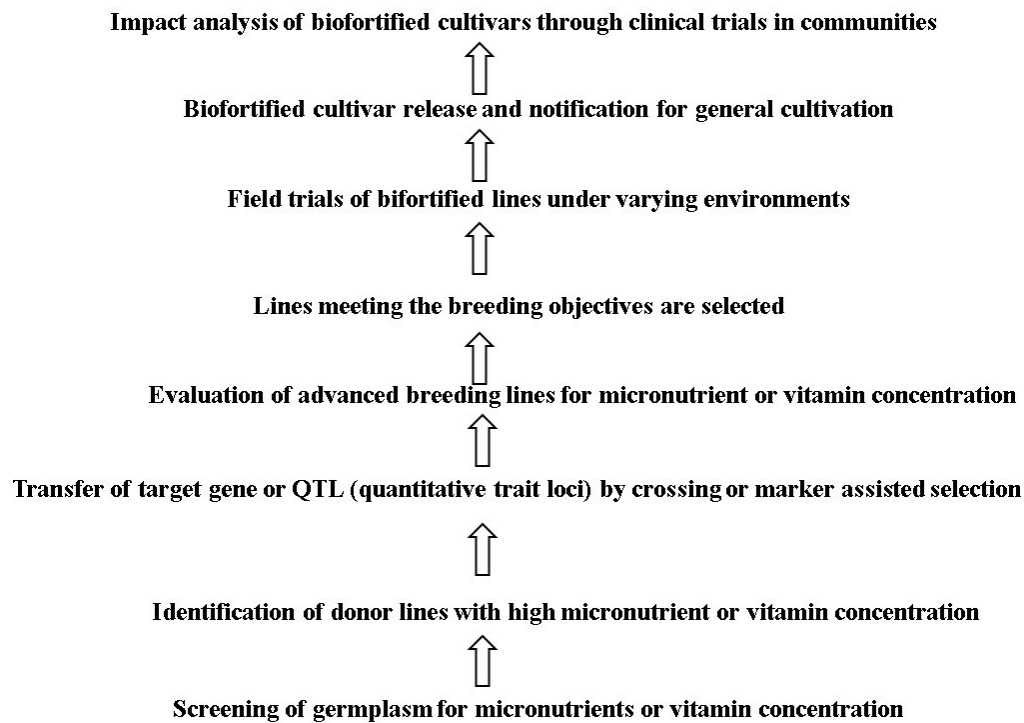 Impact analysis of biofortified cultivars through clinical trials in communities
Biofortified cultivar release and notification for general cultivation
Field trials of bifortified lines under varying environments
Lines meeting the breeding objectives are selected
Evaluation of advanced breeding lines for micronutrient or vitamin concentration
Transfer of target gene or QTL (quantitative trait loci) by crossing or marker assisted selection
Identification of donor lines with high micronutrient or vitamin concentration
Screening of germplasm for micronutrients or vitamin concentration